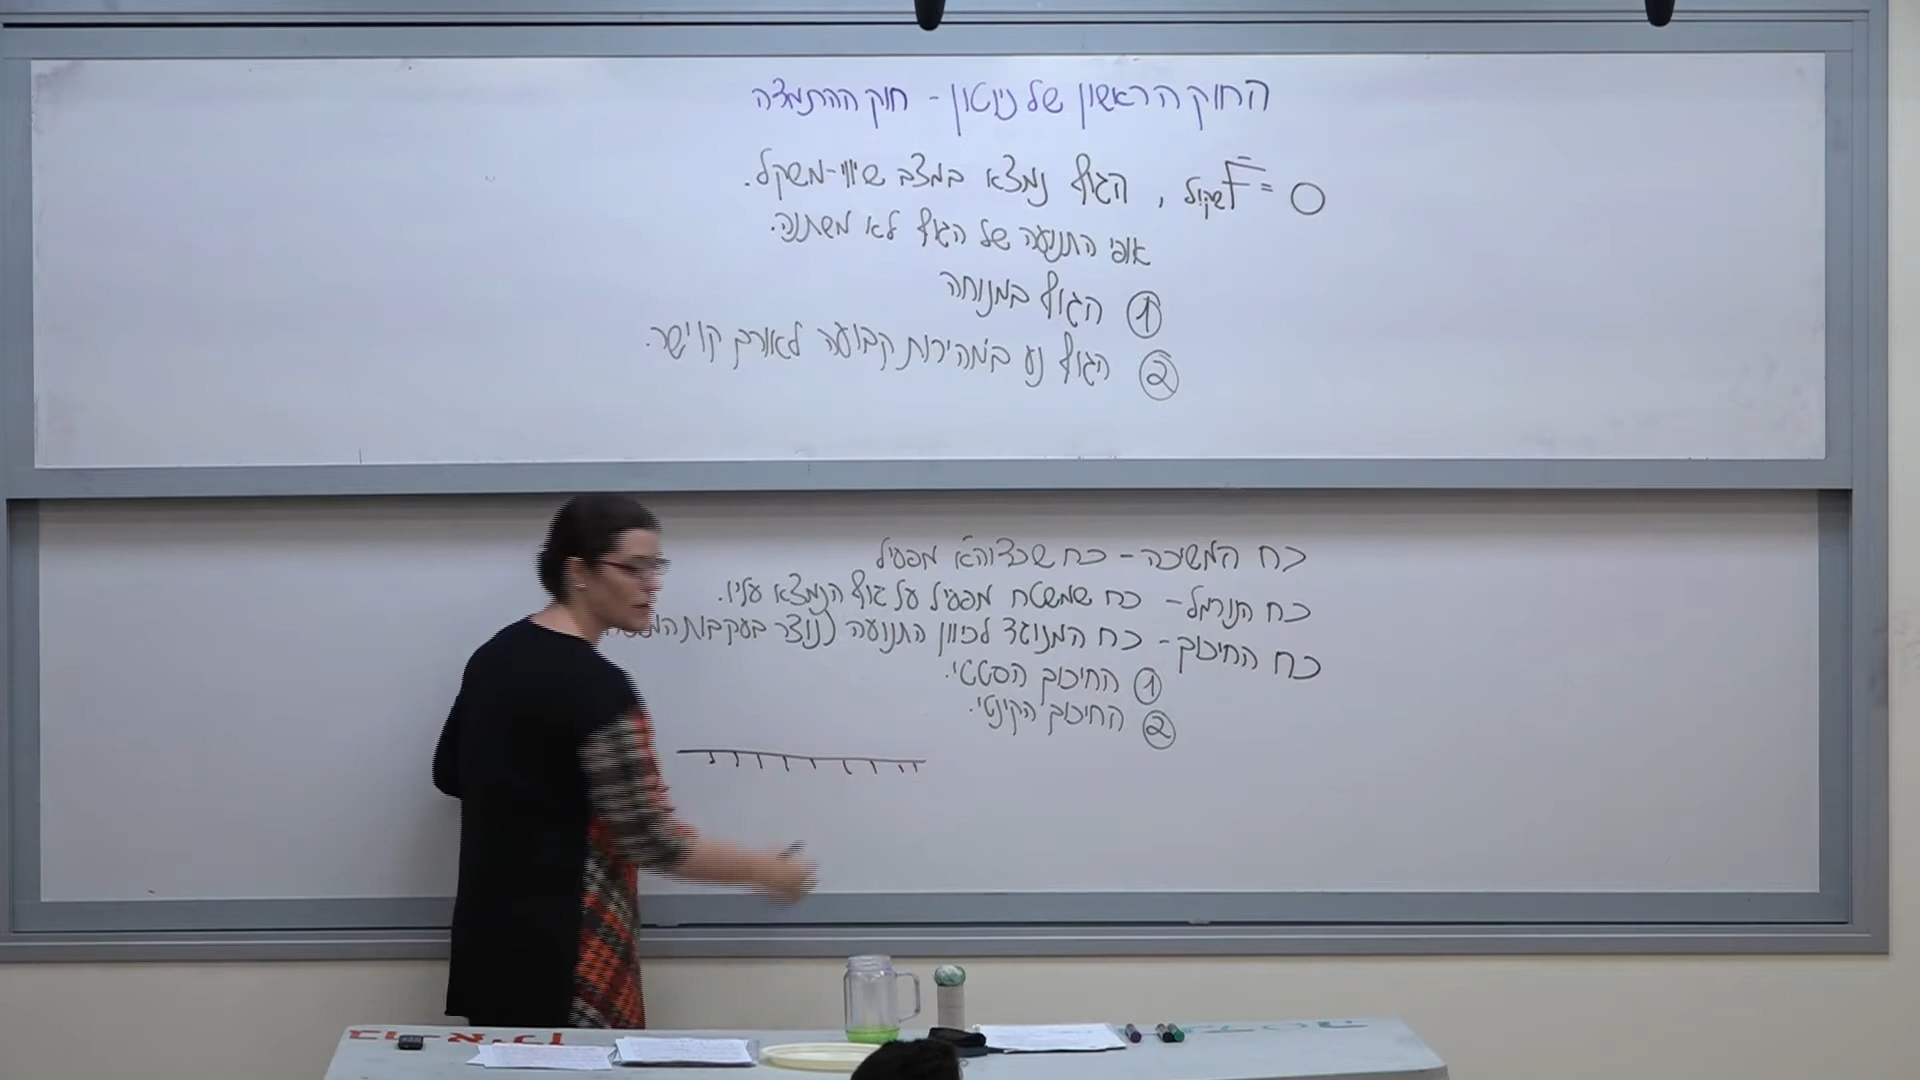 החוק הראשון של ניוטון - חוק ההתמדה
F̄ שקול = 0 , הגוף נמצא במצב שיווי-משקל.
אופי התנועה של הגוף לא משתנה.
① הגוף במנוחה
② הגוף נע במהירות קבועה לאורך קו ישר.
כח המשיכה - כח שכדוה"א מפעיל
כח הנורמל - כח שמשטח מפעיל על גוף הנמצא עליו.
כח החיכוך - כח המנוגד לכיוון התנועה (נוצר בעקבות
① החיכוך הסטטי.
② החיכוך הקינטי.
בר-אילן